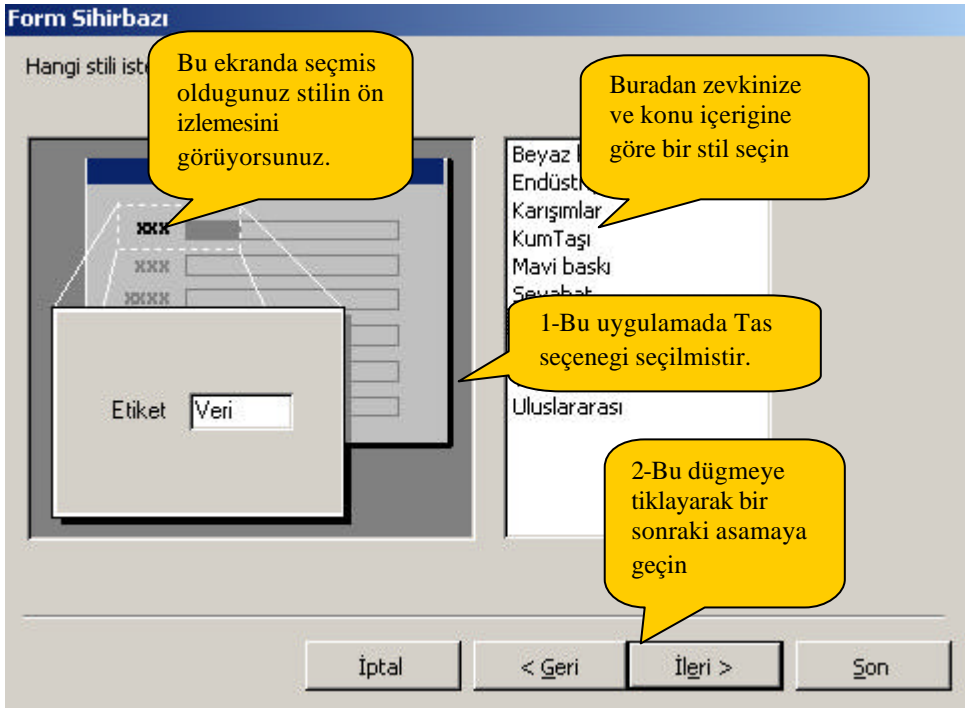 Form Sihirbazı
Hangi stili
Bu ekranda seçmis
oldugunuz stilin ön
izlemesini
görüyorsunuz.
Buradan zevkinize
ve konu içerigine
göre bir stil seçin
Beyaz
Karışımlar
KumTaşı
Mavi baskı
Seyahat
1-Bu uygulamada Tas
seçenegi seçilmistir.
Uluslararası
xxx
xxx
xxxx
Etiket Veri
2-Bu dügmeye
tiklayarak bir
sonraki asamaya
geçin
İptal
< Geri
İleri >
Son